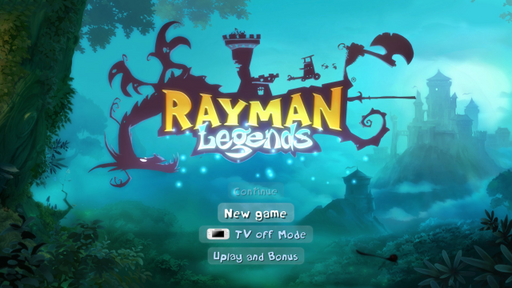 RAYMAN
Legends
Continue
New game
TV off Mode
Uplay and Bonus